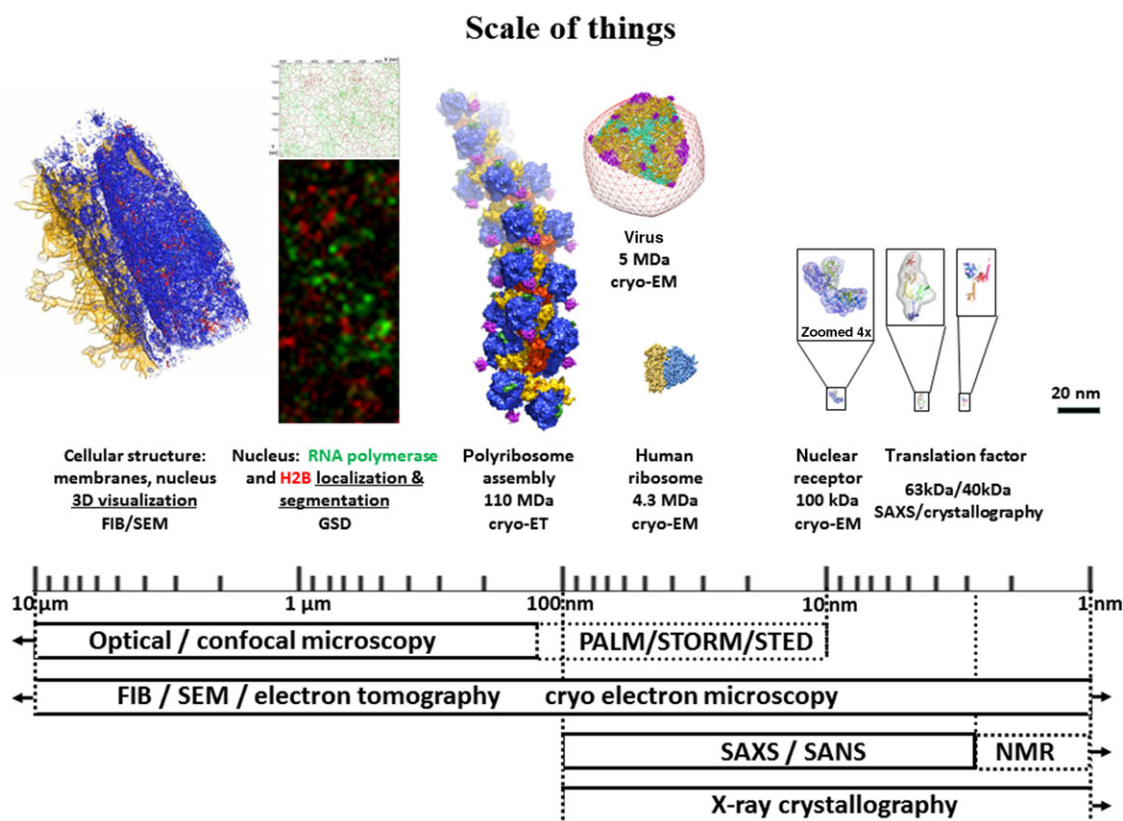 Scale of things
Virus
5 MDa
cryo-EM
Zoomed 4x
20 nm
Cellular structure:
membranes, nucleus
3D visualization
FIB/SEM
Nucleus: RNA polymerase
and H2B localization &
segmentation
GSD
Polyribosome
assembly
110 MDa
cryo-ET
Human
ribosome
4.3 MDa
cryo-EM
Nuclear
receptor
100 kDa
cryo-EM
Translation factor
63kDa/40kDa
SAXS/crystallography
10 µm 1 µm 100 nm 10 nm 1 nm
Optical / confocal microscopy PALM/STORM/STED
FIB / SEM / electron tomography cryo electron microscopy
SAXS / SANS NMR
X-ray crystallography